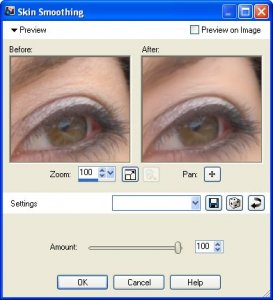 Skin Smoothing
Preview
Preview on Image
Before:
After:
Zoom: 100
Pan:
Settings
Amount: 100
OK Cancel Help